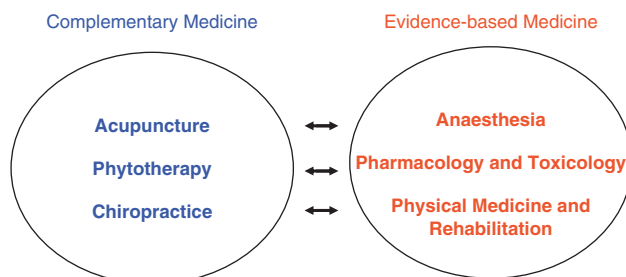 Complementary Medicine
Evidence-based Medicine
Acupuncture
Phytotherapy
Chiropractice
Anaesthesia
Pharmacology and Toxicology
Physical Medicine and
Rehabilitation